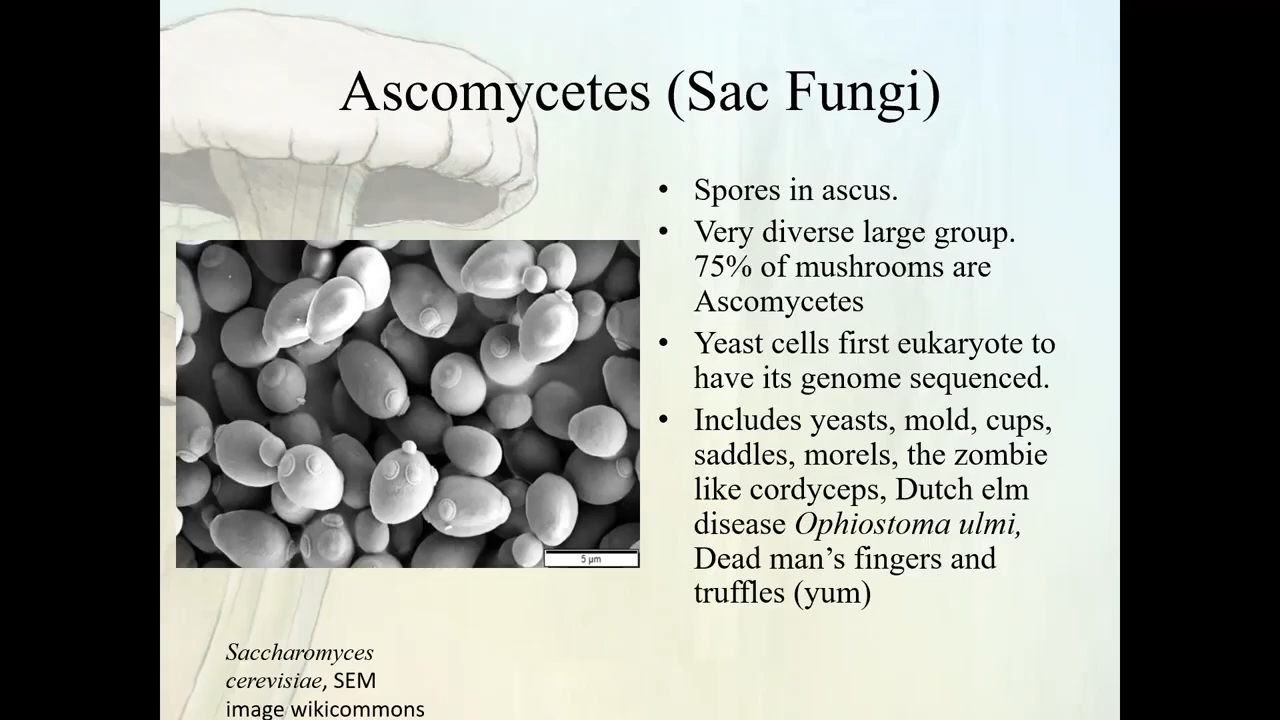 Ascomycetes (Sac Fungi)
• Spores in ascus.
• Very diverse large group.
75% of mushrooms are
Ascomycetes
• Yeast cells first eukaryote to
have its genome sequenced.
• Includes yeasts, mold, cups,
saddles, morels, the zombie
like cordyceps, Dutch elm
disease Ophiostoma ulmi,
Dead man’s fingers and
truffles (yum)
5 µm
Saccharomyces
cerevisiae, SEM
image wikicommons